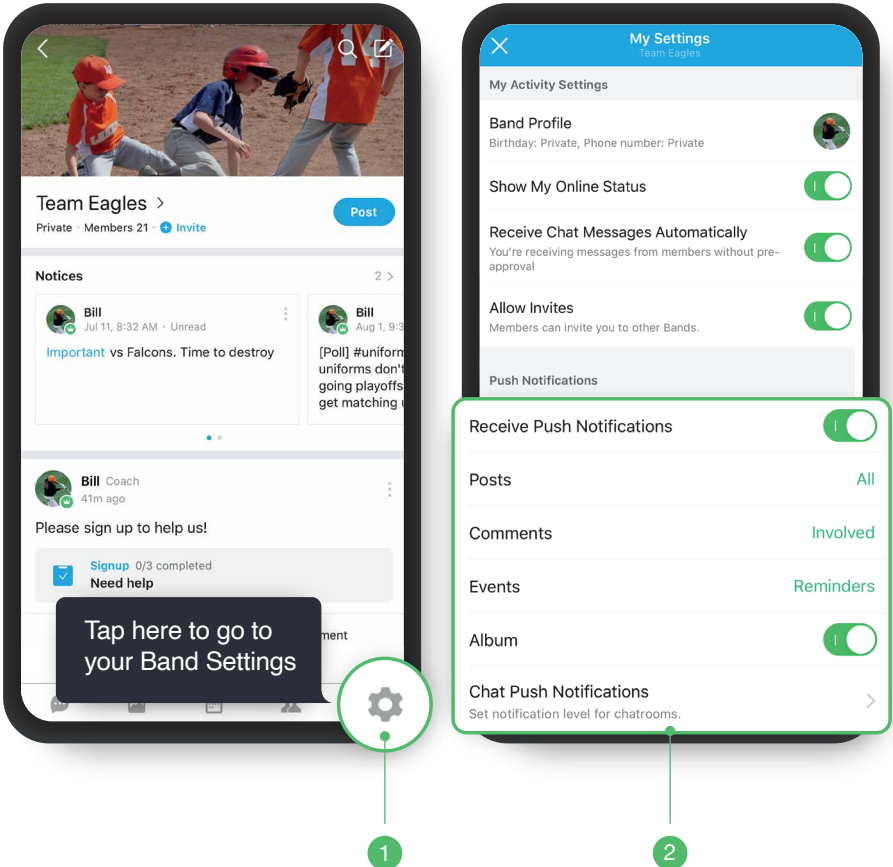 Team Eagles >
Private · Members 21 · Invite
Post
Notices
2 >
Bill
Jul 11, 8:32 AM · Unread
Important vs Falcons. Time to destroy
Bill
Aug 1, 9:3
[Poll] #uniform
uniforms don't
going playoffs
get matching
Bill Coach
41m ago
Please sign up to help us!
Signup 0/3 completed
Need help
ment
Tap here to go to
your Band Settings
1
My Settings
Team Eagles
My Activity Settings
Band Profile
Birthday: Private, Phone number: Private
Show My Online Status
Receive Chat Messages Automatically
You're receiving messages from members without pre-
approval
Allow Invites
Members can invite you to other Bands.
Push Notifications
Receive Push Notifications
Posts All
Comments Involved
Events Reminders
Album
Chat Push Notifications
Set notification level for chatrooms.
2